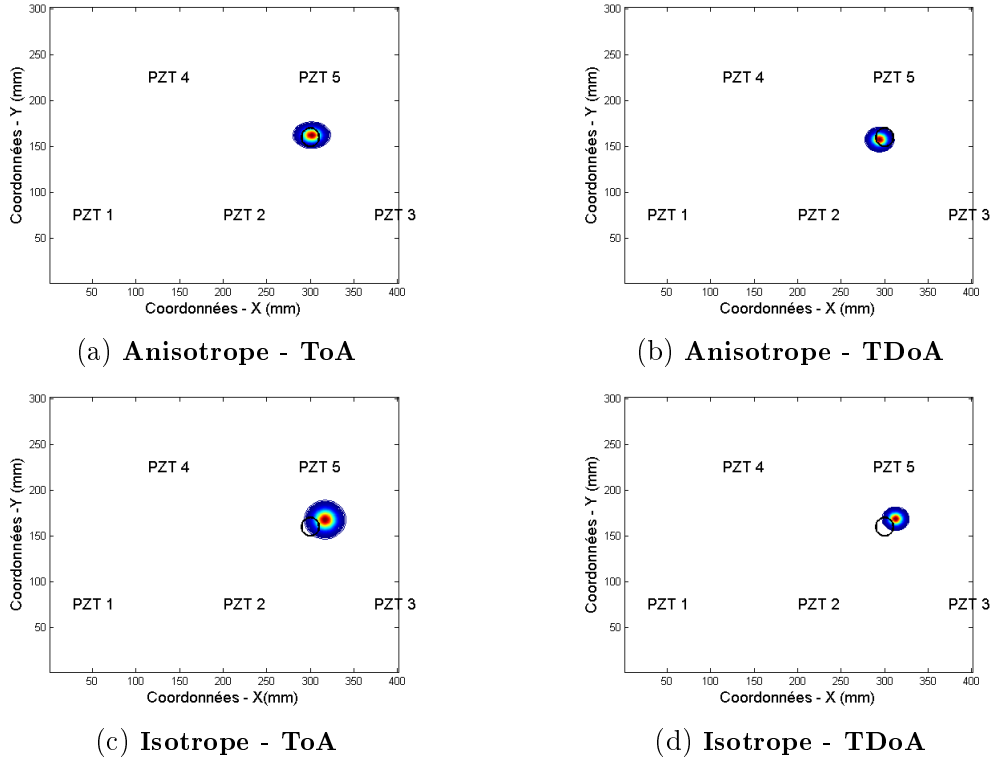 300
250
200
150
100
50
Coordonnées - Y (mm)
PZT 4
PZT 5
PZT 1
PZT 2
PZT 3
50 100 150 200 250 300 350 400
Coordonnées - X (mm)
(a) Anisotrope - ToA
300
250
200
150
100
50
Coordonnées - Y (mm)
PZT 4
PZT 5
PZT 1
PZT 2
PZT 3
50 100 150 200 250 300 350 400
Coordonnées - X (mm)
(b) Anisotrope - TDoA
300
250
200
150
100
50
Coordonnées -Y (mm)
PZT 4
PZT 5
PZT 1
PZT 2
PZT 3
50 100 150 200 250 300 350 400
Coordonnées - X(mm)
(c) Isotrope - ToA
300
250
200
150
100
50
Coordonnées - Y (mm)
PZT 4
PZT 5
PZT 1
PZT 2
PZT 3
50 100 150 200 250 300 350 400
Coordonnées - X (mm)
(d) Isotrope - TDoA